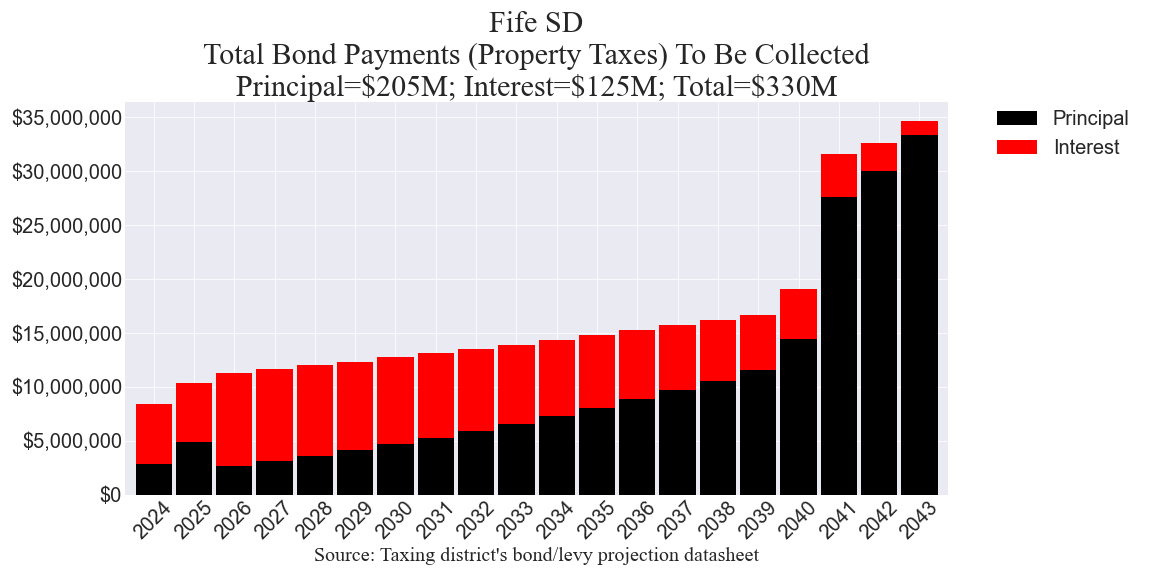 Fife SD
Total Bond Payments (Property Taxes) To Be Collected
Principal=$205M; Interest=$125M; Total=$330M
Principal
Interest
$35,000,000
$30,000,000
$25,000,000
$20,000,000
$15,000,000
$10,000,000
$5,000,000
$0
2024 2025 2026 2027 2028 2029 2030 2031 2032 2033 2034 2035 2036 2037 2038 2039 2040 2041 2042 2043
Source: Taxing district's bond/levy projection datasheet